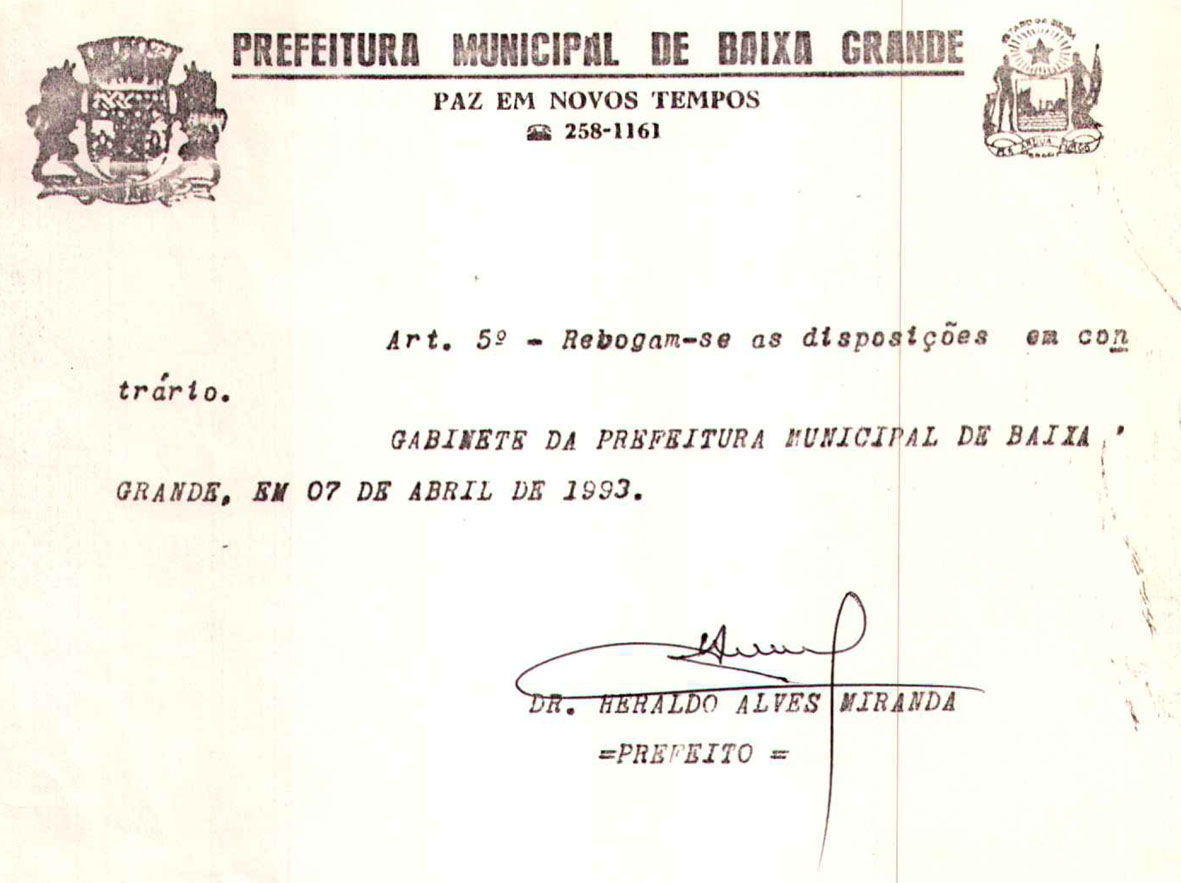 PREFEITURA MUNICIPAL DE BAIXA GRANDE
PAZ EM NOVOS TEMPOS
☎ 258-1161
Art. 5º - Rebogam-se as disposições em con
trário.
GABINETE DA PREFEITURA MUNICIPAL DE BAIXA
GRANDE, EM 07 DE ABRIL DE 1993.
DR. HERALDO ALVES MIRANDA
=PREFEITO =